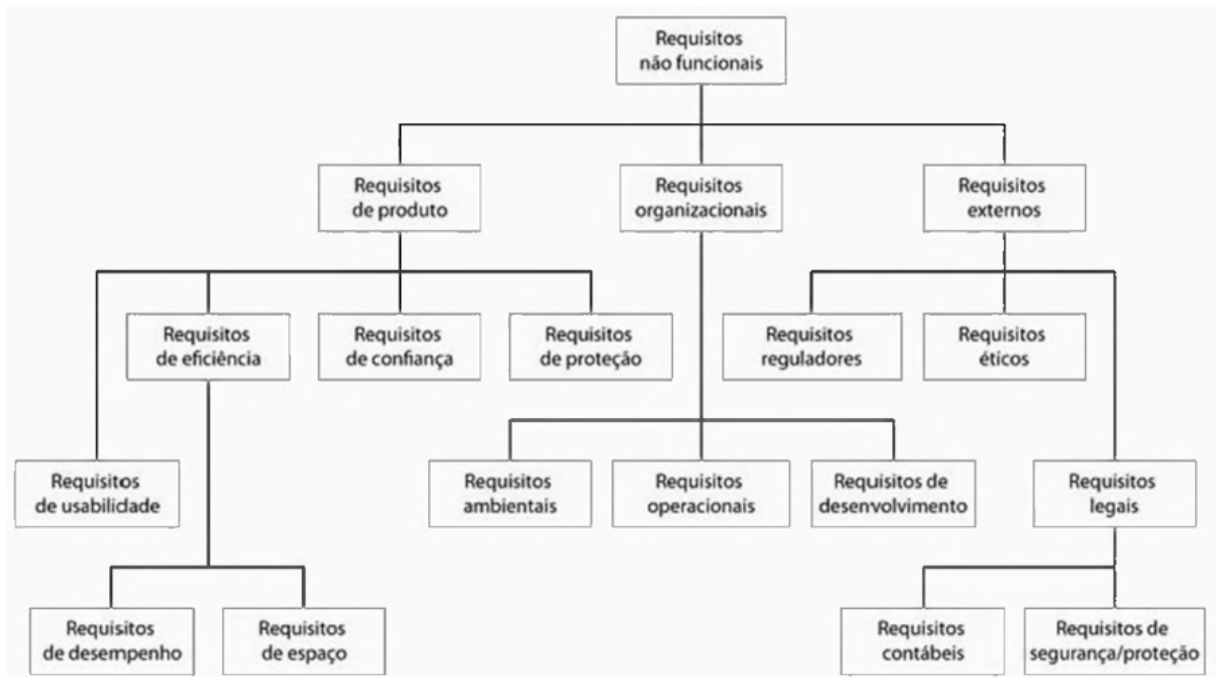 Requisitos
não funcionais
Requisitos
de produto
Requisitos
organizacionais
Requisitos
externos
Requisitos
de eficiência
Requisitos
de confiança
Requisitos
de proteção
Requisitos
reguladores
Requisitos
éticos
Requisitos
de usabilidade
Requisitos
ambientais
Requisitos
operacionais
Requisitos de
desenvolvimento
Requisitos
legais
Requisitos
de desempenho
Requisitos
de espaço
Requisitos
contábeis
Requisitos de
segurança/proteção